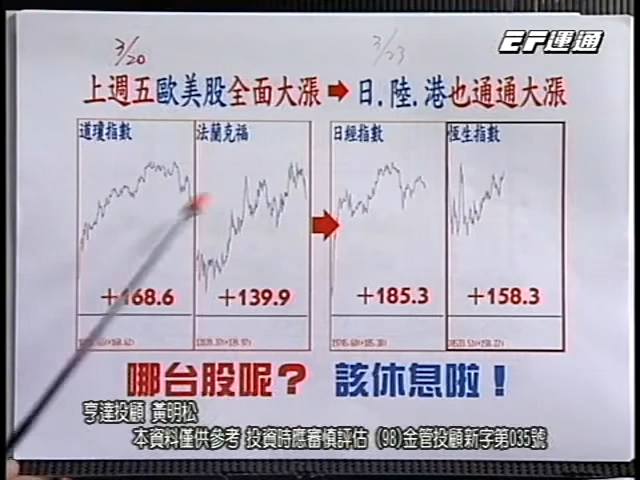 3/20
3/23
EF運通
上週五歐美股全面大漲➡日.陸.港也通通大漲
道瓊指數
法蘭克福
日經指數
恆生指數
+168.6
+139.9
+185.3
+158.3
哪台股呢？ 該休息啦！
亨達投顧 黃明松
本資料僅供參考 投資時應審慎評估 (98)金管投顧新字第035號